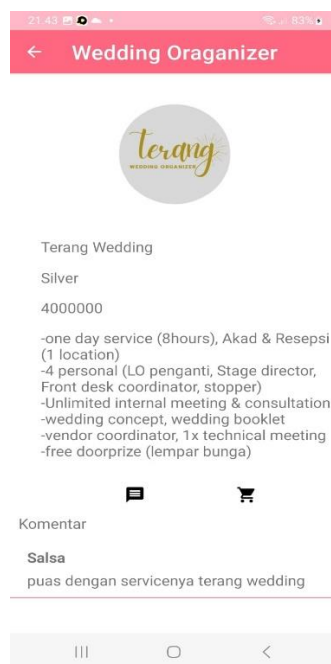 21.43
83%
Wedding Oraganizer
terang
WEDDING ORGANIZER
Terang Wedding
Silver
4000000
-one day service (8hours), Akad & Resepsi
(1 location)
-4 personal (LO penganti, Stage director,
Front desk coordinator, stopper)
-Unlimited internal meeting & consultation
-wedding concept, wedding booklet
-vendor coordinator, 1x technical meeting
-free doorprize (lempar bunga)
Komentar
Salsa
puas dengan servicenya terang wedding